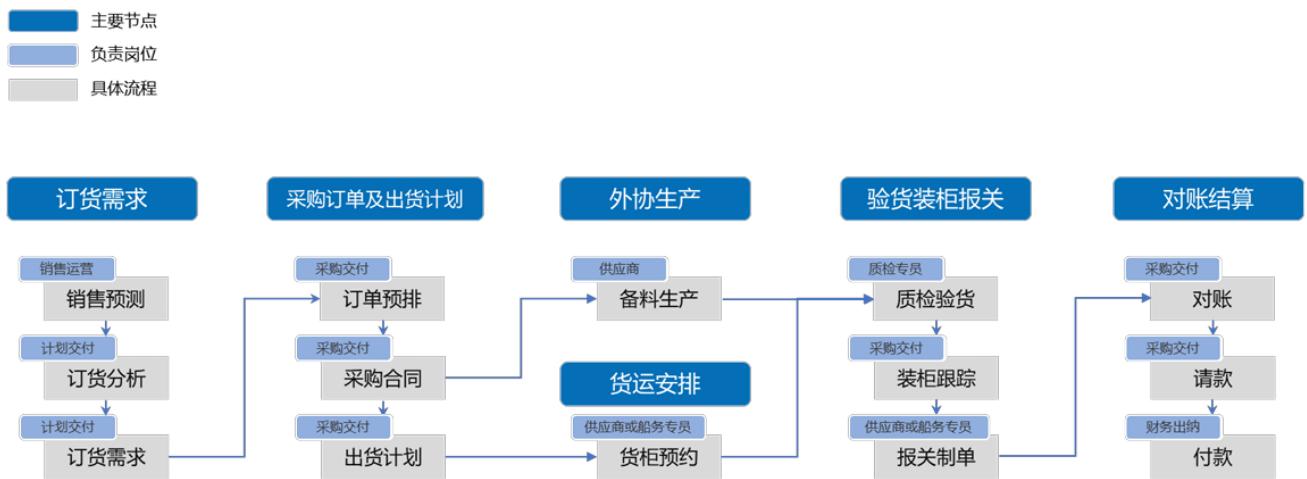 主要节点
负责岗位
具体流程
订货需求
销售运营
销售预测
计划交付
订货分析
计划交付
订货需求
采购订单及出货计划
采购交付
订单预排
采购交付
采购合同
采购交付
出货计划
外协生产
供应商
备料生产
货运安排
供应商或船务专员
货柜预约
验货装柜报关
质检专员
质检验货
采购交付
装柜跟踪
供应商或船务专员
报关制单
对账结算
采购交付
对账
采购交付
请款
财务出纳
付款